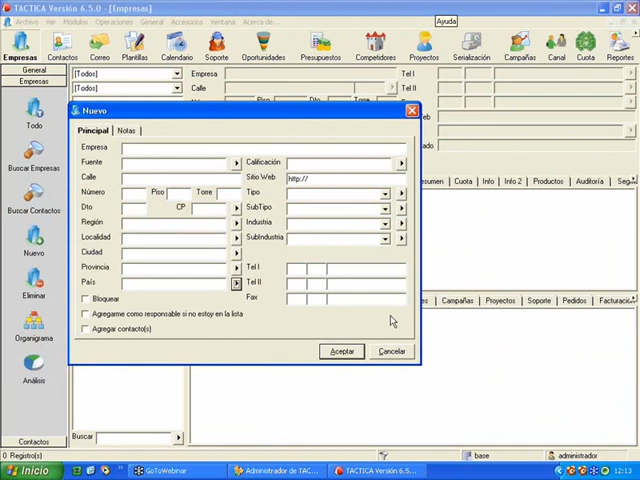 TACTICA Versión 6.5.0 - [Empresas]
Archivo Ver Módulos Operaciones General Accesorios Ventana Acerca de...
Ayuda
Empresas Contactos Correo Plantillas Calendario Soporte Oportunidades Presupuestos Competidores Proyectos Serialización Campañas Canal Cuota Reportes
General
Empresas
Todo
Buscar Empresas
Buscar Contactos
Nuevo
Eliminar
Organigrama
Análisis
Contactos
[Todos]
[Todos]
Empresa
Calle
Piso Dto Torre
Tel I
Tel II
Web
Cuota Info Info 2 Productos Auditoría
Campañas Proyectos Soporte Pedidos Facturación
Nuevo
Principal Notas
Empresa
Fuente
Calificación
Calle
Sitio Web http://
Número Piso Torre
Tipo
Dto CP
SubTipo
Región
Industria
Localidad
SubIndustria
Ciudad
Provincia
Tel I
País
Tel II
Bloquear
Fax
Agregarme como responsable si no estoy en la lista
Agregar contacto(s)
Aceptar Cancelar
Buscar
0 Registro(s)
base
administrador
Inicio
GoToWebinar
Administrador de TAC...
TACTICA Versión 6.5....
12:13